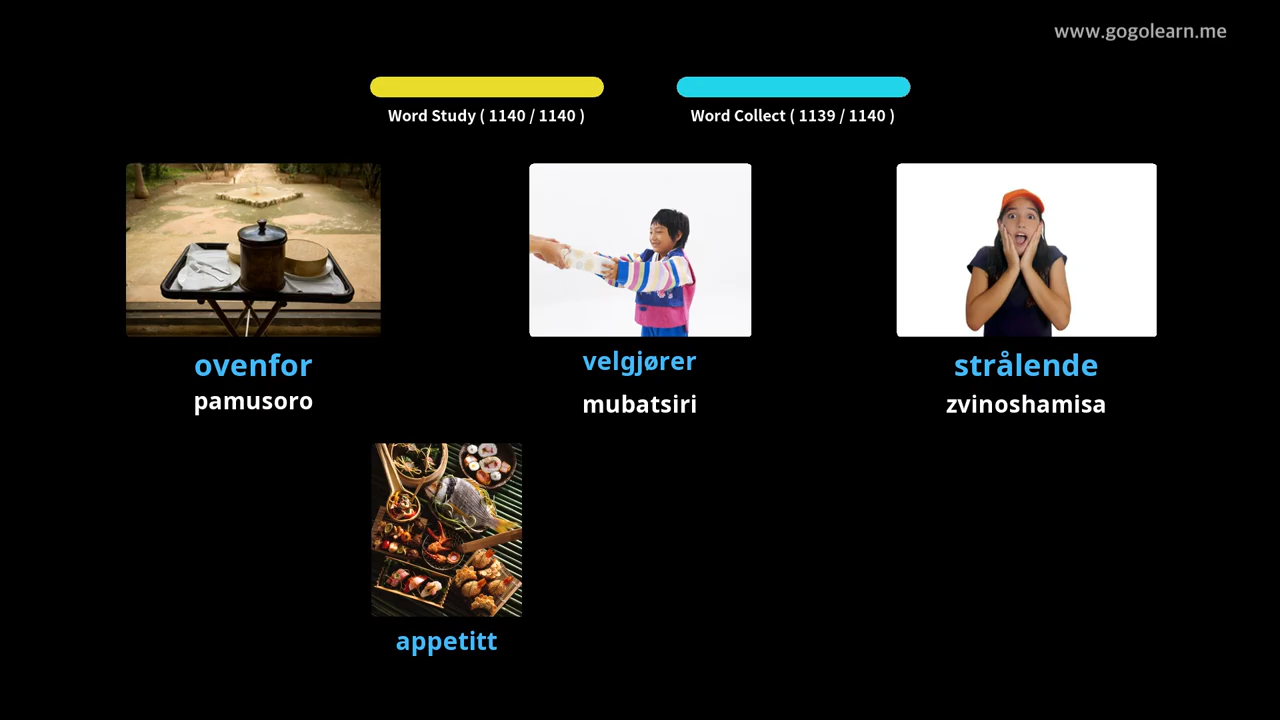 www.gogolearn.me
Word Study ( 1140 / 1140 )
Word Collect ( 1139 / 1140 )
ovenfor
pamusoro
velgjører
mubatsiri
strålende
zvinoshamisa
appetitt